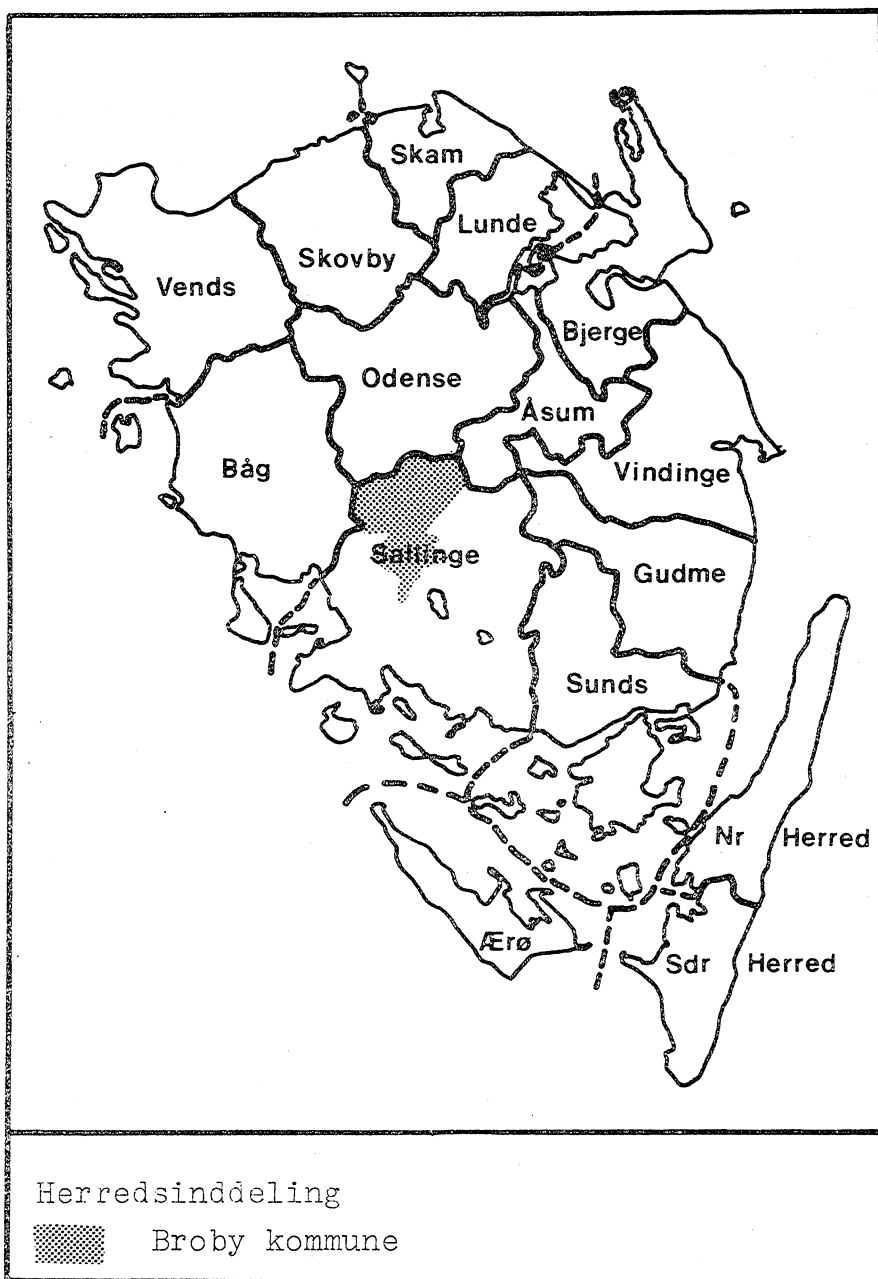 Skam
Lunde
Skovby
Vends
Bjerge
Odense
Åsum
Båg
Vindinge
Sallinge
Gudme
Sunds
Nr Herred
Ærø
Sdr Herred
Herredsinddeling
Broby kommune